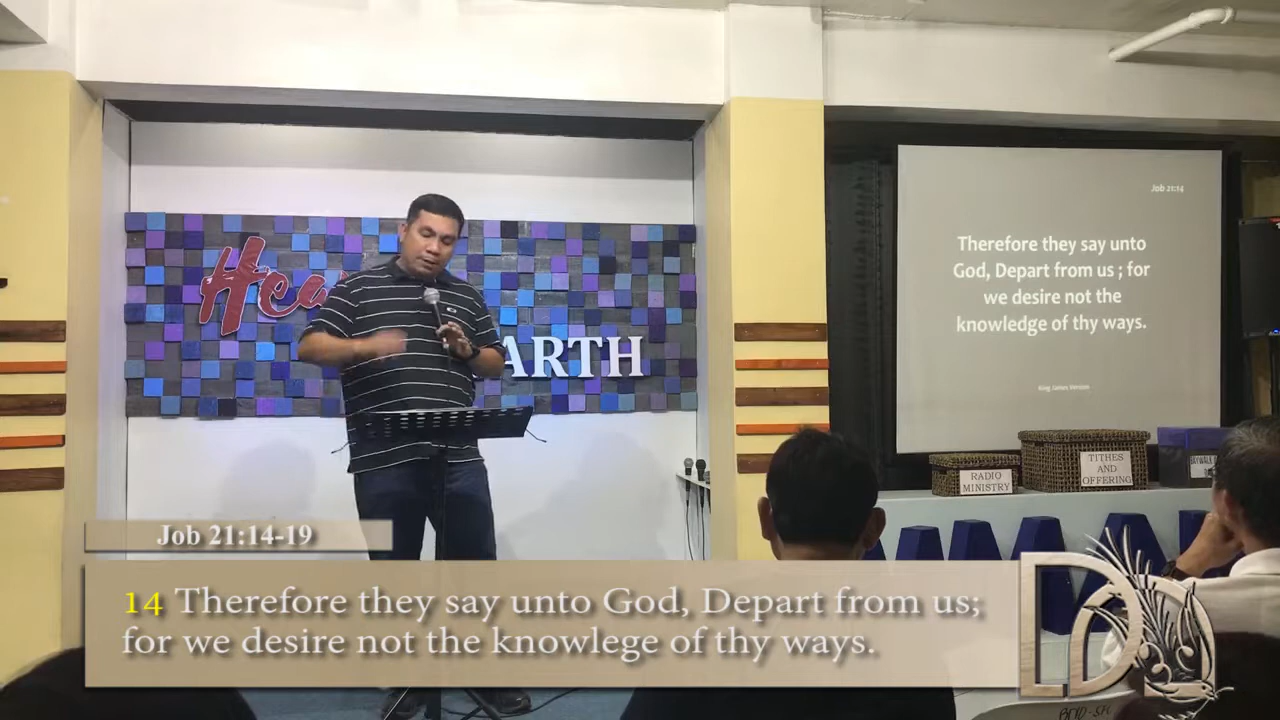 Hea
ARTH
Job 21:14
Therefore they say unto
God, Depart from us ; for
we desire not the
knowledge of thy ways.
King James Version
RADIO
MINISTRY
TITHES
AND
OFFERING
Job 21:14-19
14 Therefore they say unto God, Depart from us;
for we desire not the knowlege of thy ways.